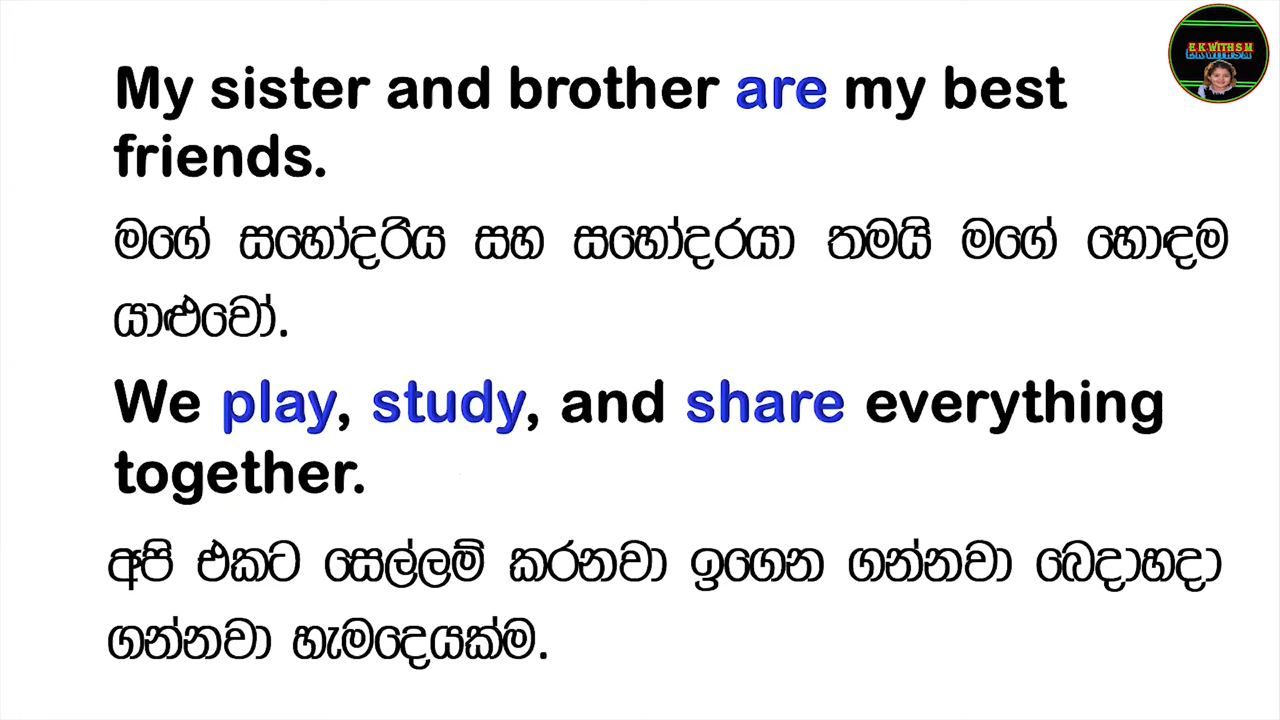 E K WITH S M
My sister and brother are my best
friends.
මගේ සහෝදරිය සහ සහෝදරයා තමයි මගේ හොඳම
යාළුවෝ.
We play, study, and share everything
together.
අපි එකට සෙල්ලම් කරනවා ඉගෙන ගන්නවා බෙදාහදා
ගන්නවා හැමදෙයක්ම.